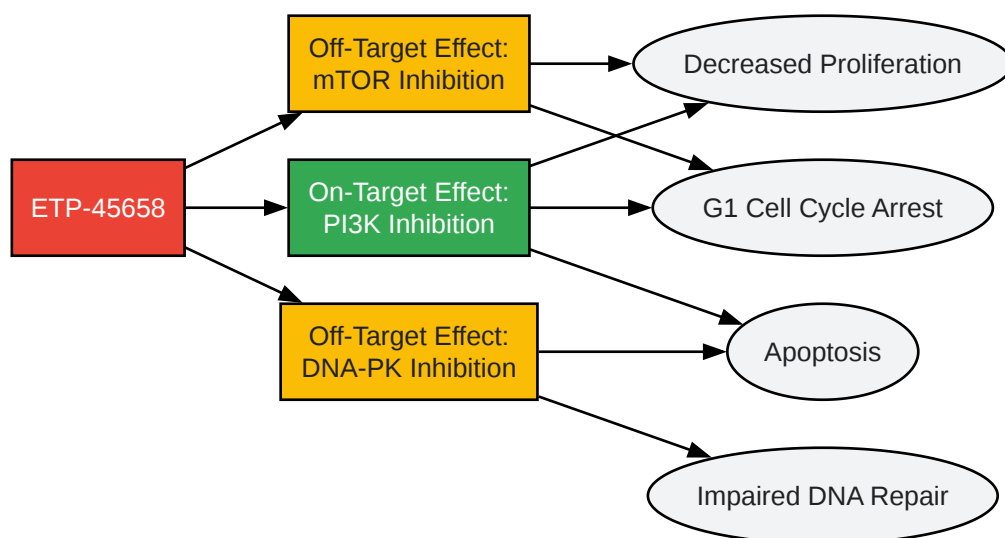 Off-Target Effect:
mTOR Inhibition
Decreased Proliferation
ETP-45658
On-Target Effect:
PI3K Inhibition
G1 Cell Cycle Arrest
Off-Target Effect:
DNA-PK Inhibition
Apoptosis
Impaired DNA Repair